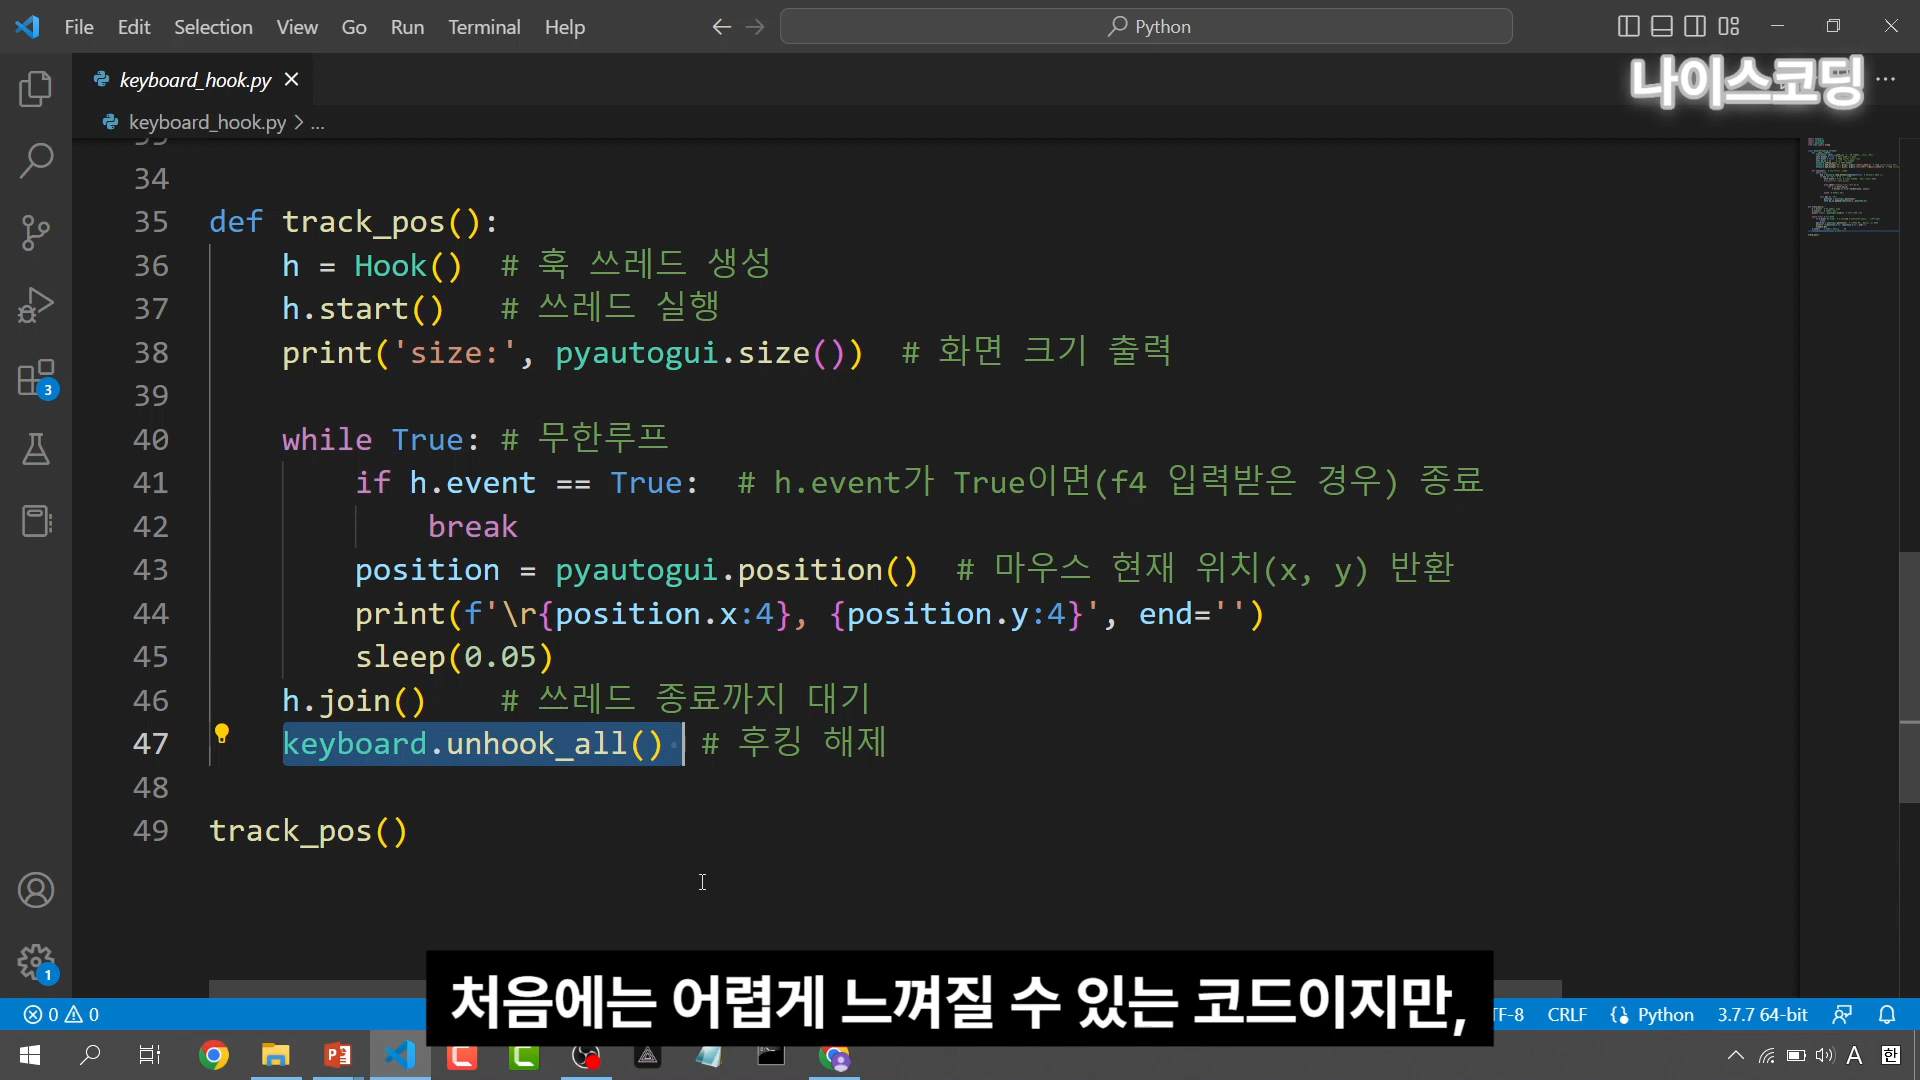 File Edit Selection View Go Run Terminal Help
Python
keyboard_hook.py
나이스코딩
keyboard_hook.py > ...
34
35 def track_pos():
36 h = Hook() # 훅 쓰레드 생성
37 h.start() # 쓰레드 실행
38 print('size:', pyautogui.size()) # 화면 크기 출력
39
40 while True: # 무한루프
41 if h.event == True: # h.event가 True이면(f4 입력받은 경우) 종료
42 break
43 position = pyautogui.position() # 마우스 현재 위치(x, y) 반환
44 print(f'\r{position.x:4}, {position.y:4}', end='')
45 sleep(0.05)
46 h.join() # 쓰레드 종료까지 대기
47 keyboard.unhook_all() # 후킹 해제
48
49 track_pos()
3
1
처음에는 어렵게 느껴질 수 있는 코드이지만,
0 0
TF-8 CRLF Python 3.7.7 64-bit
A 한